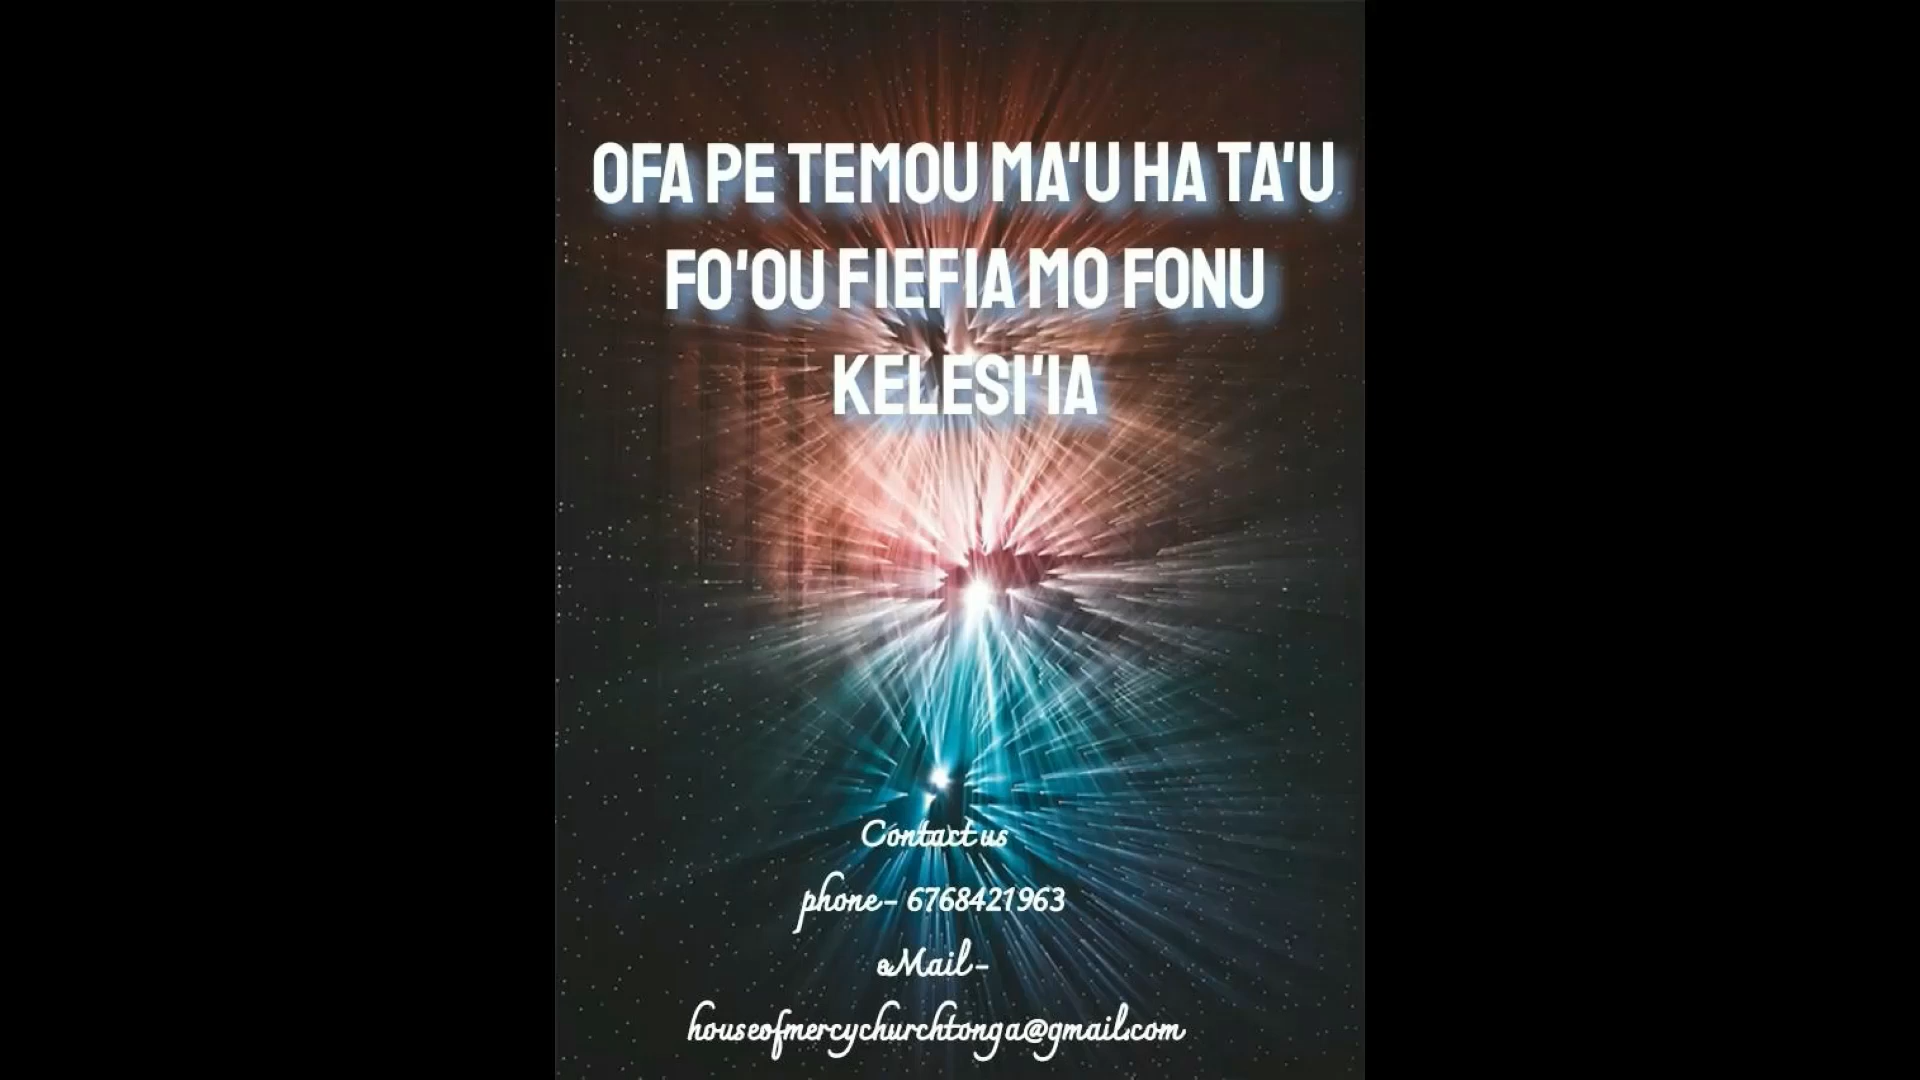 OFA PE TEMOU MA'U HA TA'U
FO'OU FIEFIA MO FONU
KELESI'IA
Contact us
phone- 6768421963
eMail-
houseofmercychurchtonga@gmail.com